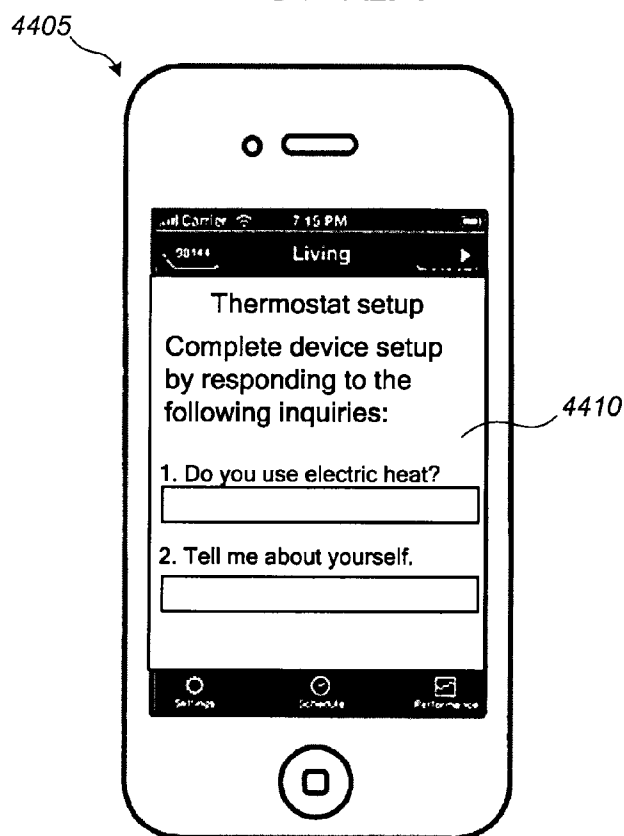 4405
Carrier 7:15 PM
Living
Thermostat setup
Complete device setup
by responding to the
following inquiries:
4410
1. Do you use electric heat?
2. Tell me about yourself.
Settings Schedule Performance